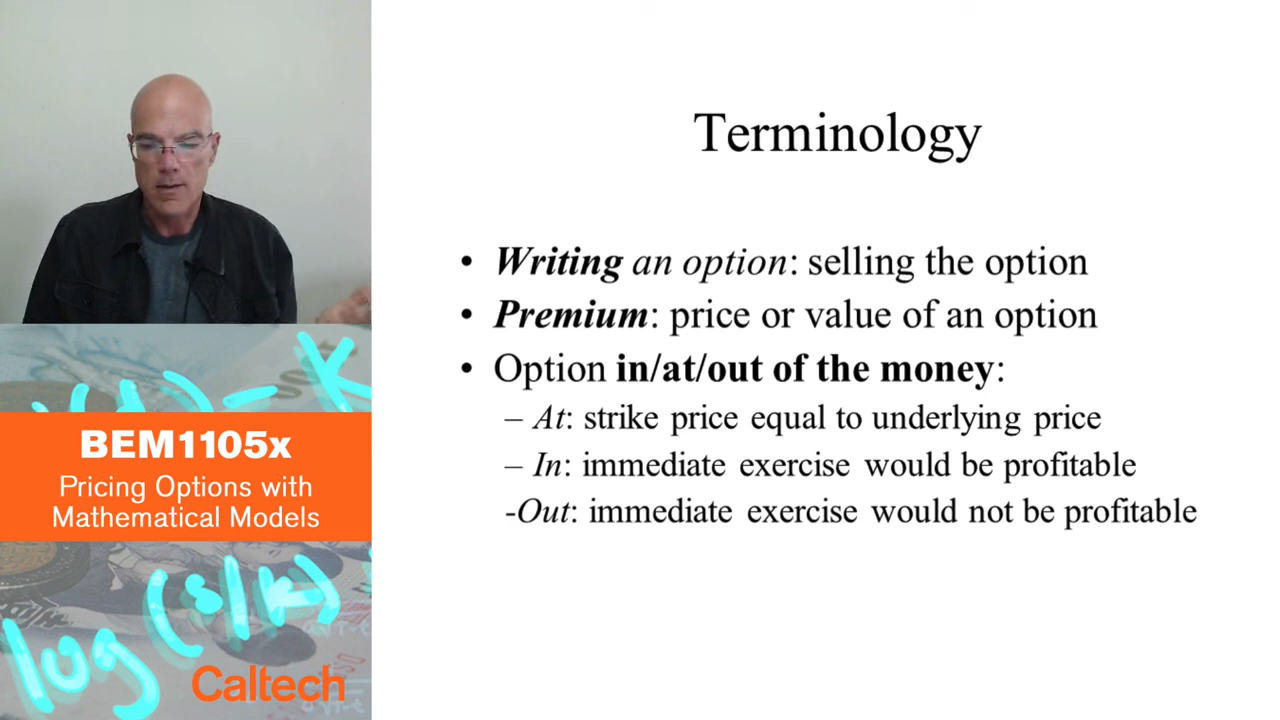 Terminology
• Writing an option: selling the option
• Premium: price or value of an option
• Option in/at/out of the money:
– At: strike price equal to underlying price
– In: immediate exercise would be profitable
-Out: immediate exercise would not be profitable
- K
BEM1105x
Pricing Options with
Mathematical Models
log (s/k)
Caltech